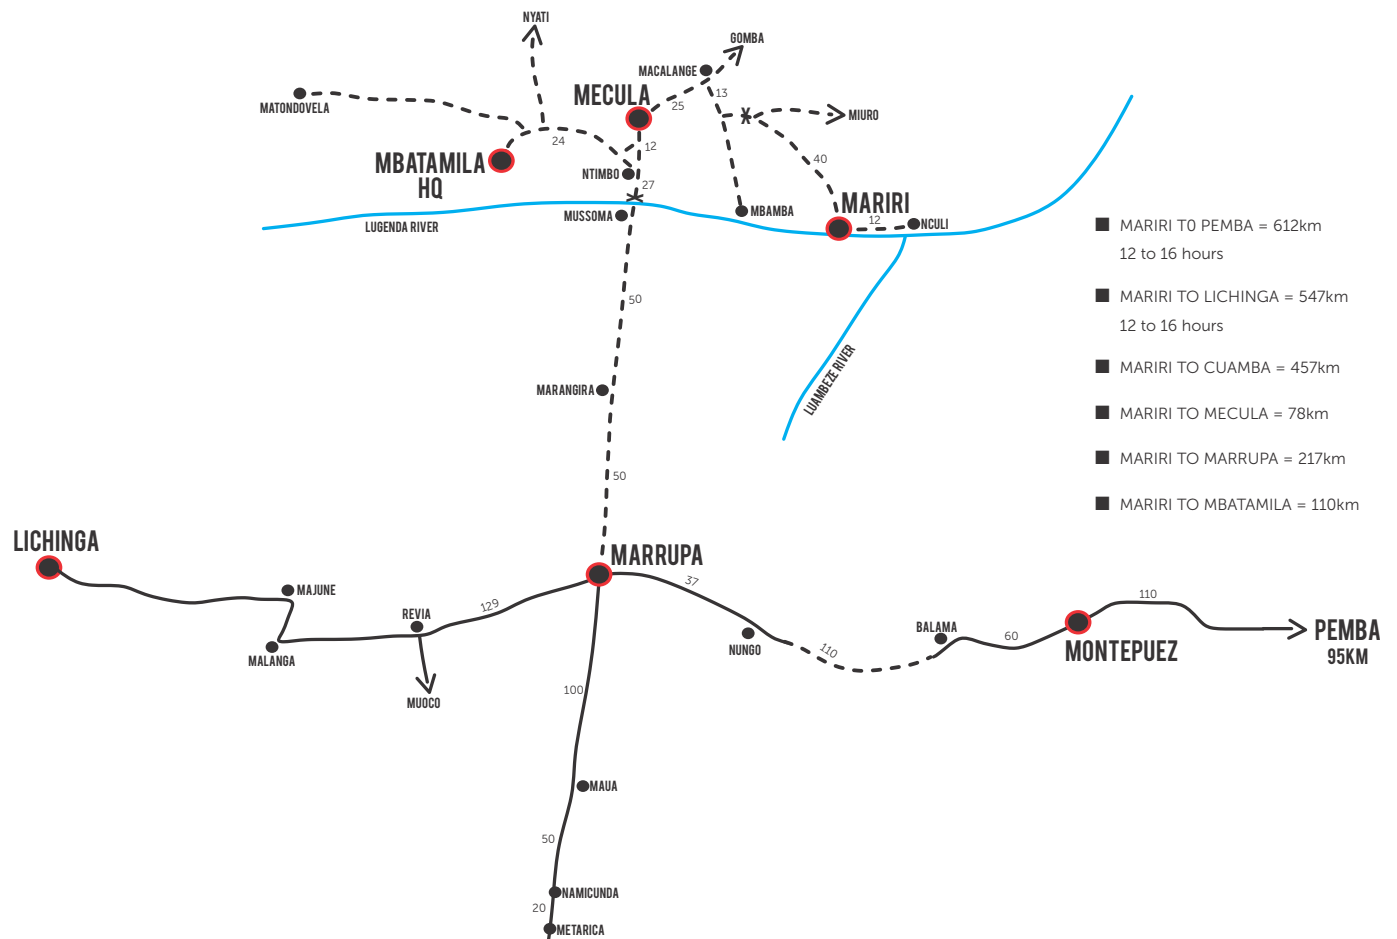 NYATI
GOMBA
MACALANGE
MECULA
25
13
MATONDOVELA
MIURO
24
12
40
MBATAMILA
HQ
NTIMBO
27
MARIRI
MUSSOMA
MBAMBA
12
NCULI
LUGENDA RIVER
50
LUAMBEZE RIVER
MARANGIRA
50
MARIRI T0 PEMBA = 612km
12 to 16 hours
MARIRI TO LICHINGA = 547km
12 to 16 hours
MARIRI TO CUAMBA = 457km
MARIRI TO MECULA = 78km
MARIRI TO MARRUPA = 217km
MARIRI TO MBATAMILA = 110km
LICHINGA
MARRUPA
MAJUNE
37
REVIA
129
110
MALANGA
NUNGO
110
BALAMA
60
MONTEPUEZ
PEMBA
95KM
MUOCO
100
MAUA
50
NAMICUNDA
20
METARICA